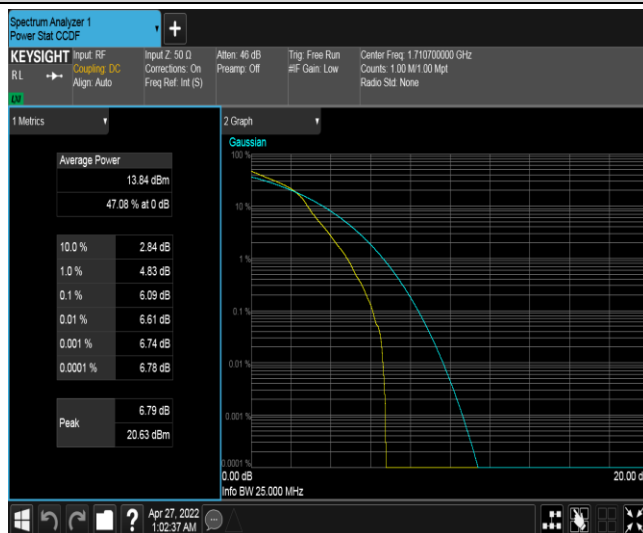 Spectrum Analyzer 1
Power Stat CCDF
KEYSIGHT
R L
LM
Input: RF
Coupling: DC
Align: Auto
Input Z: 50 Ω
Corrections: On
Freq Ref: Int (S)
Atten: 46 dB
Preamp: Off
Trig: Free Run
#IF Gain: Low
Center Freq: 1.710700000 GHz
Counts: 1.00 M/1.00 Mpt
Radio Std: None
1 Metrics
Average Power
13.84 dBm
47.08 % at 0 dB
10.0 % 2.84 dB
1.0 % 4.83 dB
0.1 % 6.09 dB
0.01 % 6.61 dB
0.001 % 6.74 dB
0.0001 % 6.78 dB
Peak
6.79 dB
20.63 dBm
2 Graph
Gaussian
100 %
10 %
1 %
0.1 %
0.01 %
0.001 %
0.0001 %
0.00 dB
20.00 d
Info BW 25.000 MHz
Apr 27, 2022
1:02:37 AM